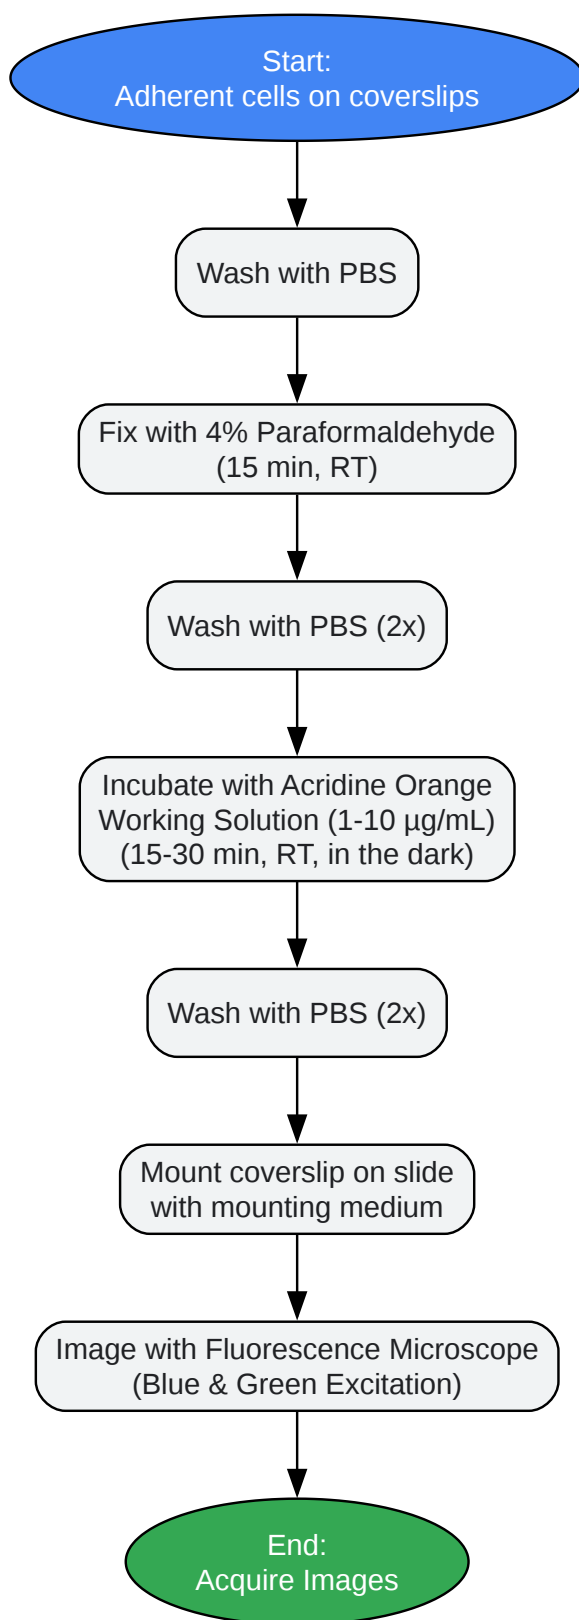 Start:
Adherent cells on coverslips
Wash with PBS
Fix with 4% Paraformaldehyde
(15 min, RT)
Wash with PBS (2x)
Incubate with Acridine Orange
Working Solution (1-10 µg/mL)
(15-30 min, RT, in the dark)
Wash with PBS (2x)
Mount coverslip on slide
with mounting medium
Image with Fluorescence Microscope
(Blue & Green Excitation)
End:
Acquire Images